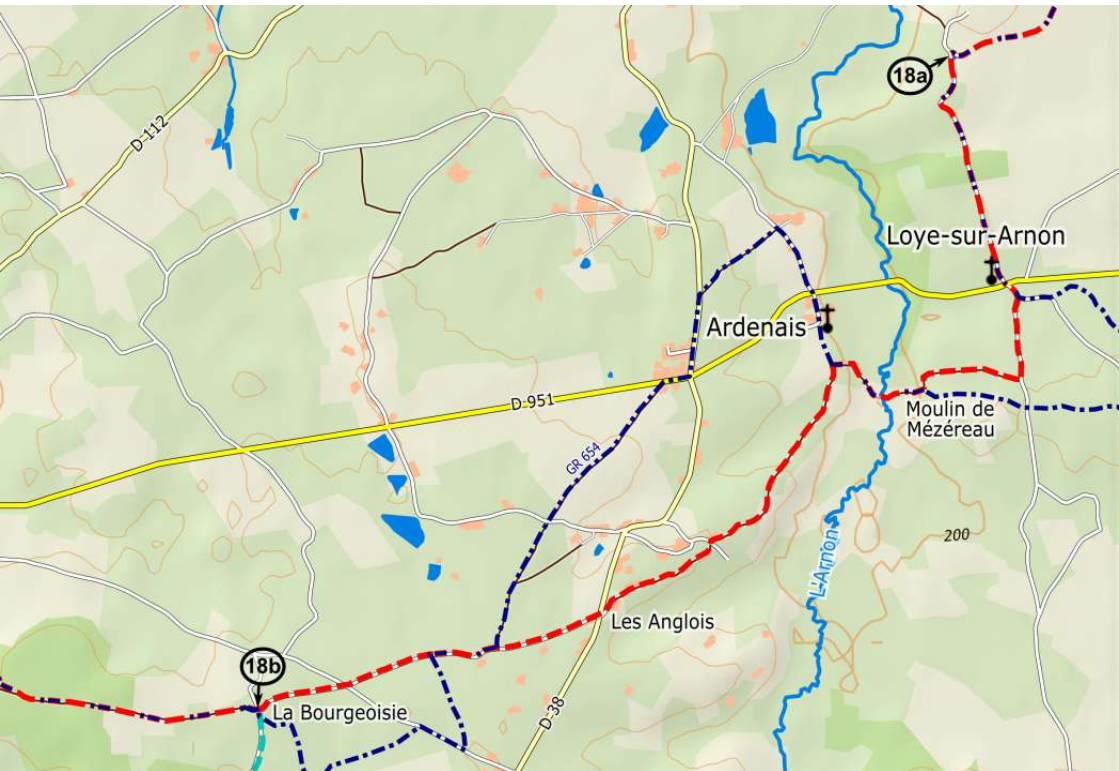 18a
D 112
Loye-sur-Arnon
Ardenais
D 951
Moulin de
Mézéreau
GR 654
200
L'Arnon
Les Anglois
18b
La Bourgeoisie
D 38